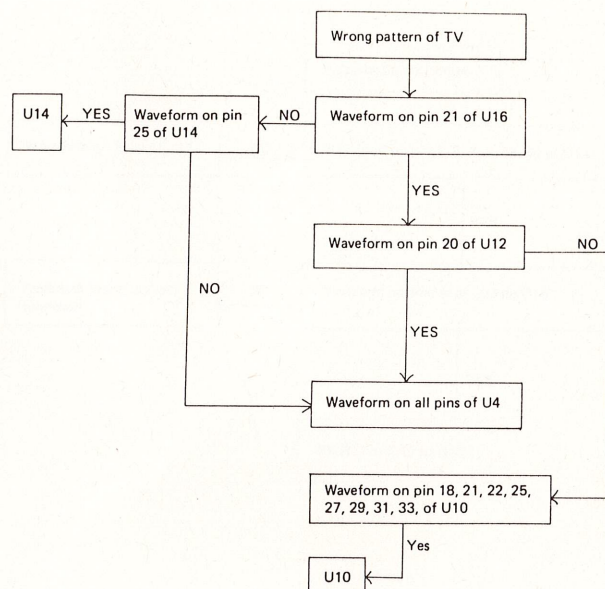 Wrong pattern of TV
U14
YES
Waveform on pin
25 of U14
NO
Waveform on pin 21 of U16
YES
Waveform on pin 20 of U12
NO
NO
YES
Waveform on all pins of U4
Waveform on pin 18, 21, 22, 25,
27, 29, 31, 33, of U10
Yes
U10